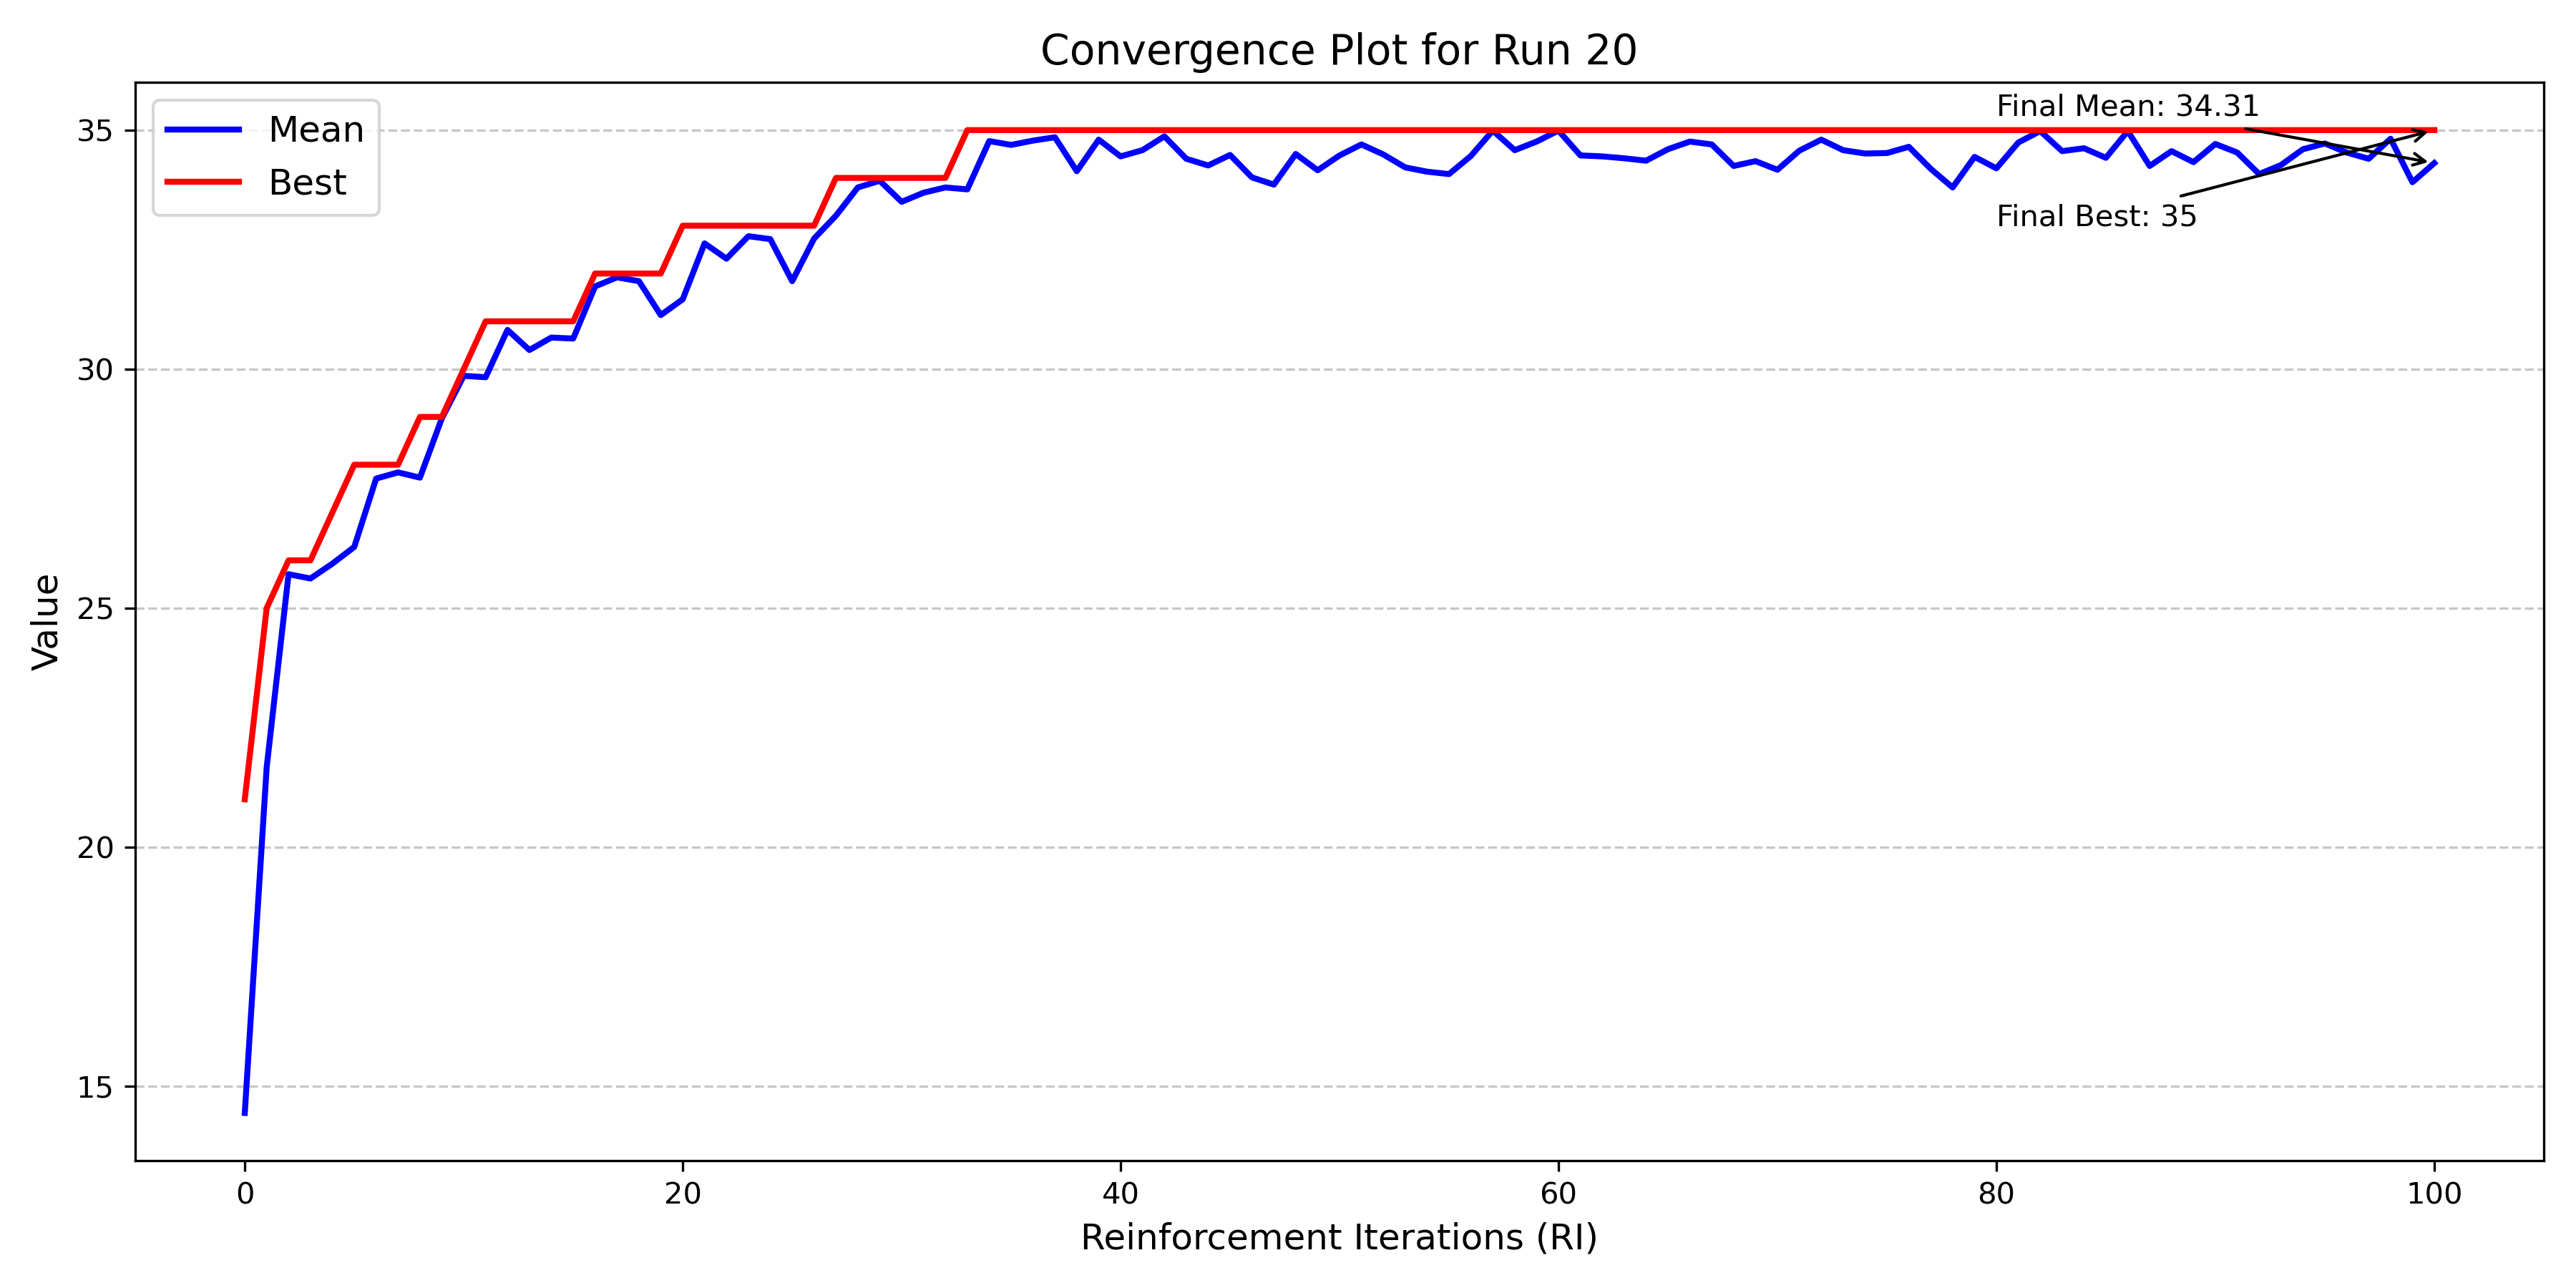 Convergence Plot for Run 20
Mean
Best
Final Mean: 34.31
Final Best: 35
Value
35
30
25
20
15
0
20
40
60
80
100
Reinforcement Iterations (RI)